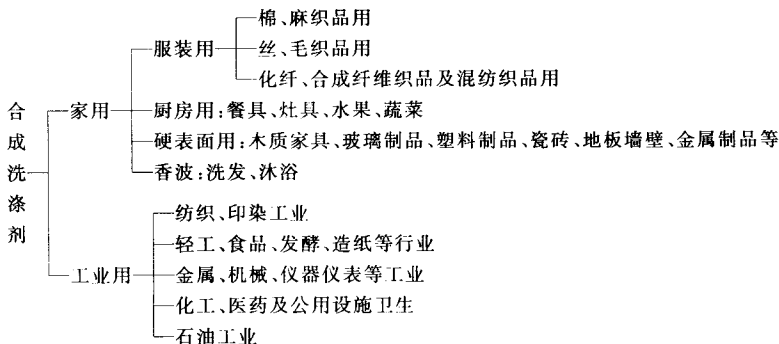 合成洗涤剂
家用
服装用
棉、麻织品用
丝、毛织品用
化纤、合成纤维织品及混纺织品用
厨房用:餐具、灶具、水果、蔬菜
硬表面用:木质家具、玻璃制品、塑料制品、瓷砖、地板墙壁、金属制品等
香波:洗发、沐浴
工业用
纺织、印染工业
轻工、食品、发酵、造纸等行业
金属、机械、仪器仪表等工业
化工、医药及公用设施卫生
石油工业